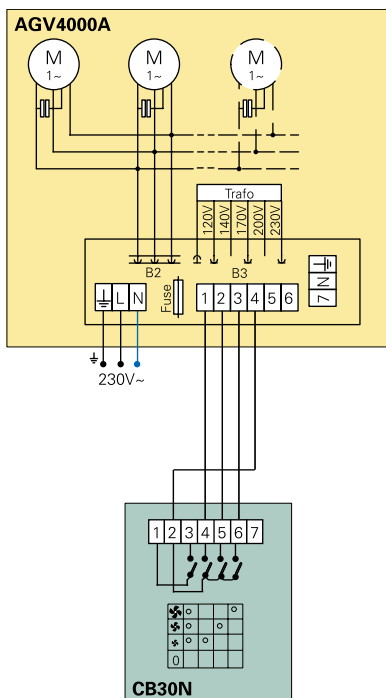 AGV4000A
M M M
1~ 1~ 1~
Trafo
120V 140V 170V 200V 230V
B2 B3
L N Fuse 1 2 3 4 5 6 7 N
230V~
1 2 3 4 5 6 7
0
CB30N